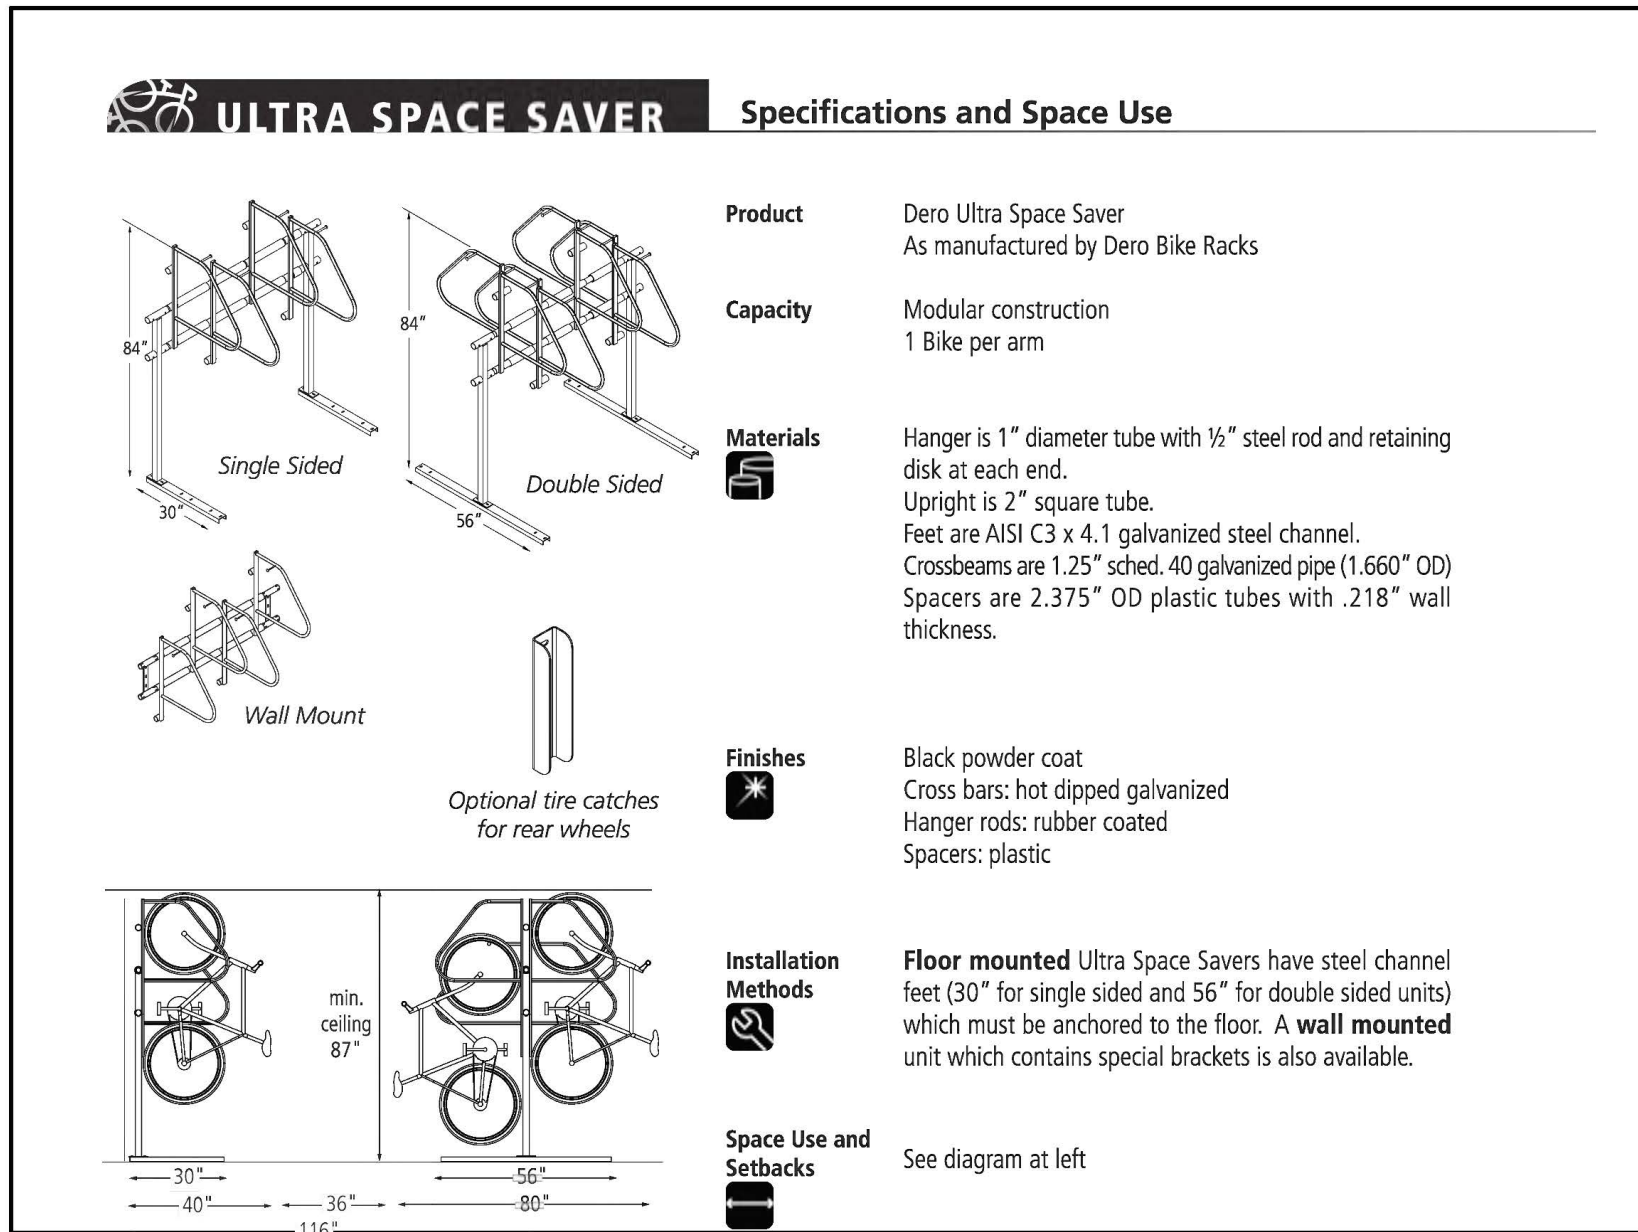 ULTRA SPACE SAVER
Specifications and Space Use
84"
30"
Single Sided
84"
56"
Double Sided
Wall Mount
Optional tire catches
for rear wheels
min.
ceiling
87"
30"
56"
40"
36"
80"
116"
Product
Dero Ultra Space Saver
As manufactured by Dero Bike Racks
Capacity
Modular construction
1 Bike per arm
Materials
Hanger is 1" diameter tube with ½" steel rod and retaining
disk at each end.
Upright is 2" square tube.
Feet are AISI C3 x 4.1 galvanized steel channel.
Crossbeams are 1.25" sched. 40 galvanized pipe (1.660" OD)
Spacers are 2.375" OD plastic tubes with .218" wall
thickness.
Finishes
Black powder coat
Cross bars: hot dipped galvanized
Hanger rods: rubber coated
Spacers: plastic
Installation
Methods
Floor mounted Ultra Space Savers have steel channel
feet (30" for single sided and 56" for double sided units)
which must be anchored to the floor. A wall mounted
unit which contains special brackets is also available.
Space Use and
Setbacks
See diagram at left